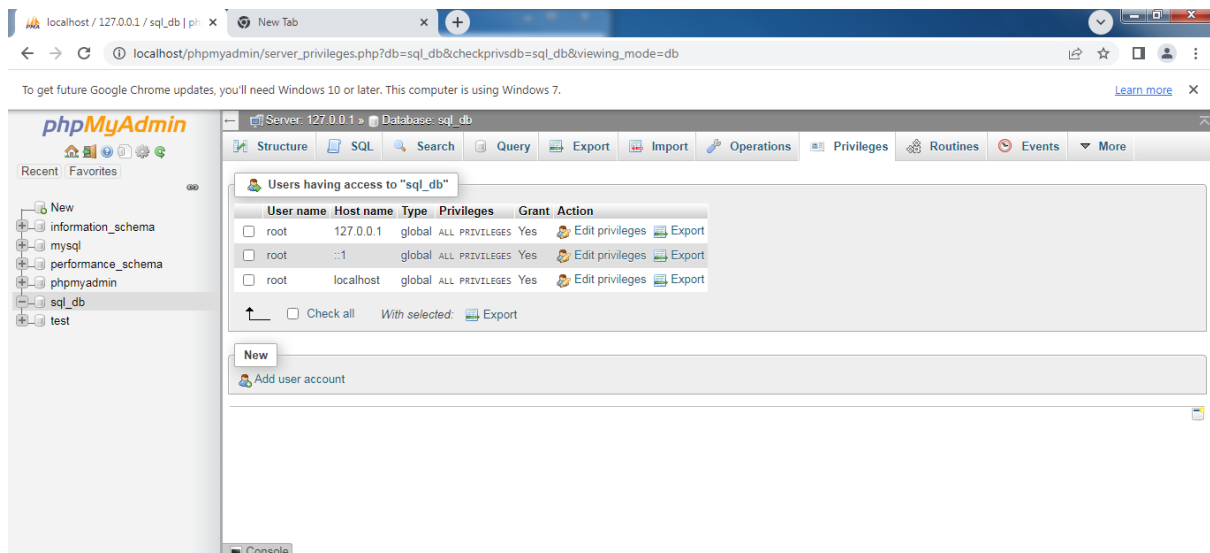 localhost / 127.0.0.1 / sql_db | ph
New Tab
localhost/phpmyadmin/server_privileges.php?db=sql_db&checkprivsdb=sql_db&viewing_mode=db
To get future Google Chrome updates, you'll need Windows 10 or later. This computer is using Windows 7.
Learn more
phpMyAdmin
Recent Favorites
New
information_schema
mysql
performance_schema
phpmyadmin
sql_db
test
Server: 127.0.0.1 » Database: sql_db
Structure SQL Search Query Export Import Operations Privileges Routines Events More
Users having access to "sql_db"
User name Host name Type Privileges Grant Action
root 127.0.0.1 global ALL PRIVILEGES Yes Edit privileges Export
root ::1 global ALL PRIVILEGES Yes Edit privileges Export
root localhost global ALL PRIVILEGES Yes Edit privileges Export
Check all With selected: Export
New
Add user account
Console